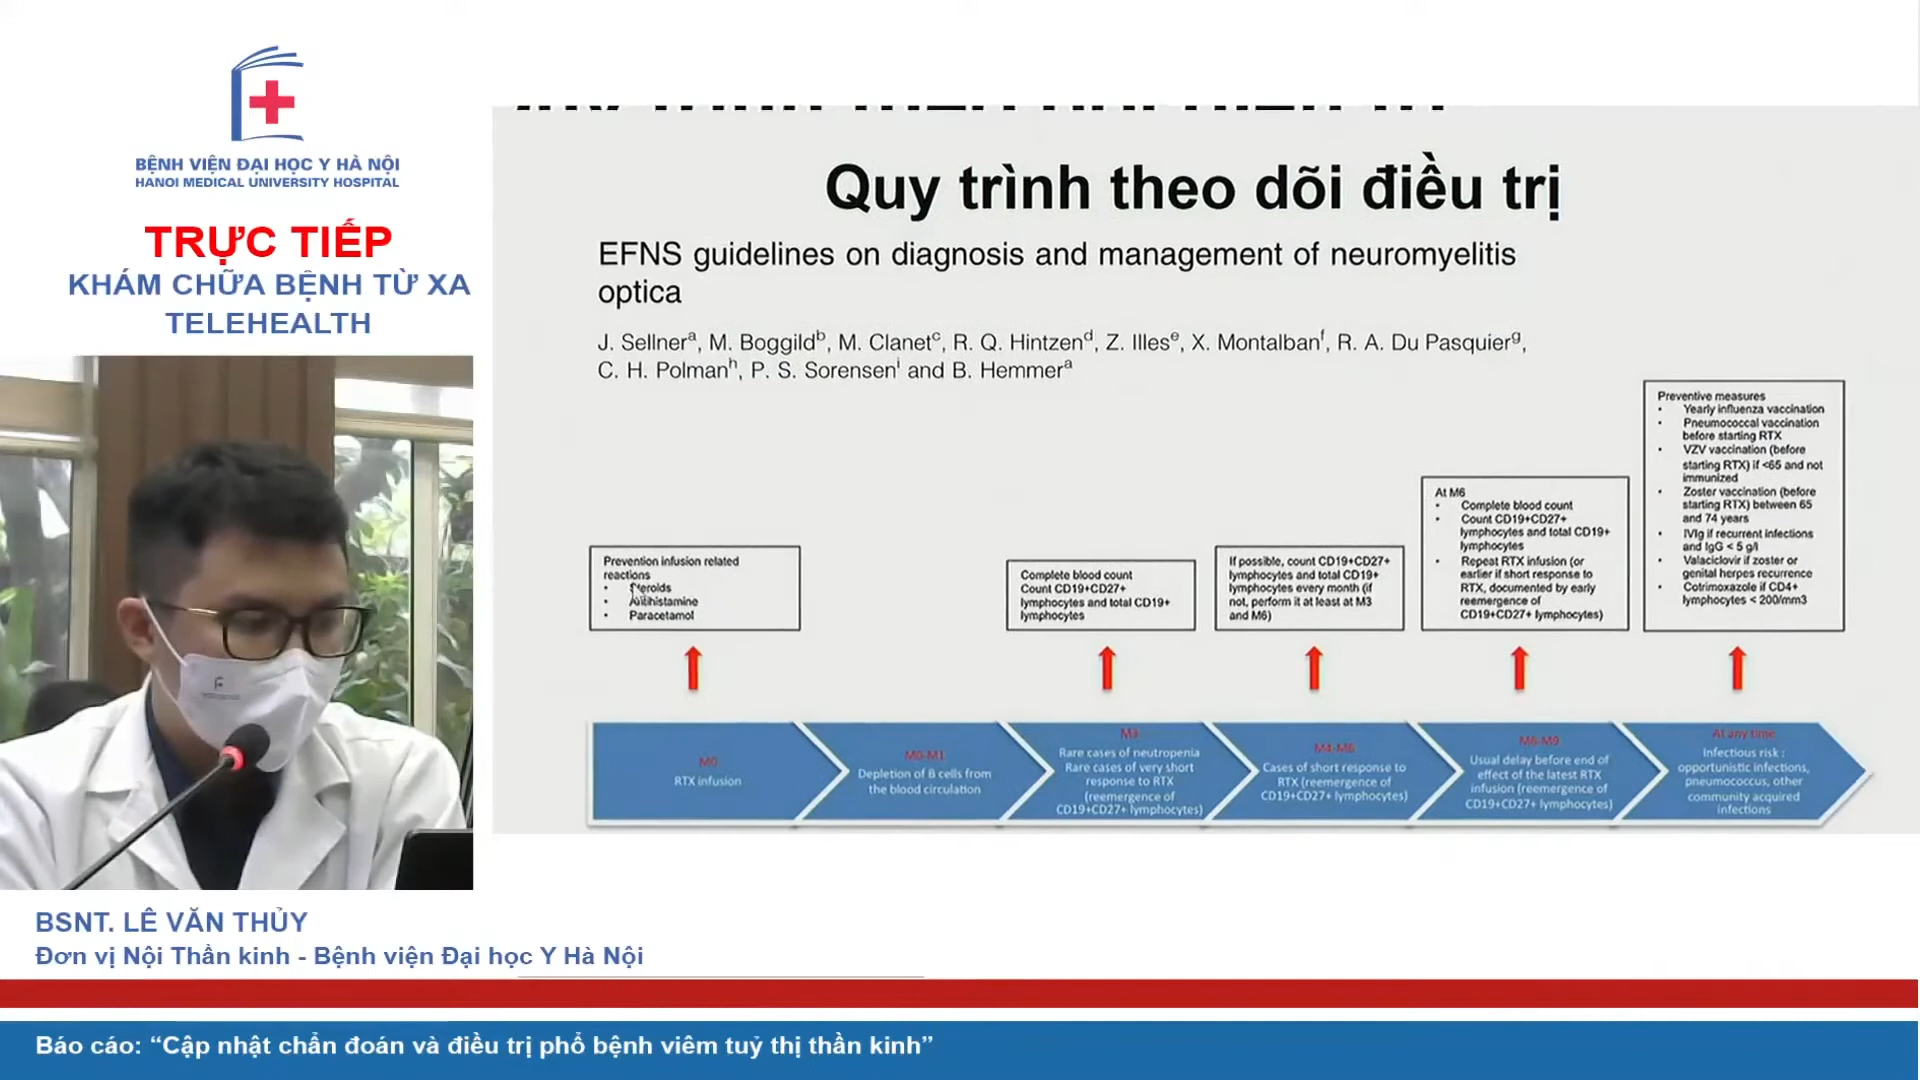 BỆNH VIỆN ĐẠI HỌC Y HÀ NỘI
HANOI MEDICAL UNIVERSITY HOSPITAL
TRỰC TIẾP
KHÁM CHỮA BỆNH TỪ XA
TELEHEALTH
Quy trình theo dõi điều trị
EFNS guidelines on diagnosis and management of neuromyelitis
optica
J. Sellnerᵃ, M. Boggildᵇ, M. Clanetᶜ, R. Q. Hintzenᵈ, Z. Illesᵉ, X. Montalbanᶠ, R. A. Du Pasquierᵍ,
C. H. Polmanʰ, P. S. Sorensenⁱ and B. Hemmerᵃ
Prevention infusion related
reactions
• Steroids
• Antihistamine
• Paracetamol
Complete blood count
Count CD19+CD27+
lymphocytes and total CD19+
lymphocytes
If possible, count CD19+CD27+
lymphocytes and total CD19+
lymphocytes every month (if
not, perform it at least at M3
and M6)
At M6
• Complete blood count
• Count CD19+CD27+
lymphocytes and total CD19+
lymphocytes
• Repeat RTX infusion (or
earlier if short response to
RTX, documented by early
reemergence of
CD19+CD27+ lymphocytes)
Preventive measures
• Yearly influenza vaccination
• Pneumococcal vaccination
before starting RTX
• VZV vaccination (before
starting RTX) if <65 and not
immunized
• Zoster vaccination (before
starting RTX) between 65
and 74 years
• IVIg if recurrent infections
and IgG < 5 g/l
• Valaciclovir if zoster or
genital herpes recurrence
• Cotrimoxazole if CD4+
lymphocytes < 200/mm3
M0
RTX infusion
M0-M1
Depletion of B cells from
the blood circulation
M3
Rare cases of neutropenia
Rare cases of very short
response to RTX
(reemergence of
CD19+CD27+ lymphocytes)
M4-M6
Cases of short response to
RTX (reemergence of
CD19+CD27+ lymphocytes)
M6-M9
Usual delay before end of
effect of the latest RTX
infusion (reemergence of
CD19+CD27+ lymphocytes)
At any time
Infectious risk :
opportunistic infections,
pneumococcus, other
community acquired
infections
BSNT. LÊ VĂN THỦY
Đơn vị Nội Thần kinh - Bệnh viện Đại học Y Hà Nội
Báo cáo: “Cập nhật chẩn đoán và điều trị phổ bệnh viêm tuỷ thị thần kinh”